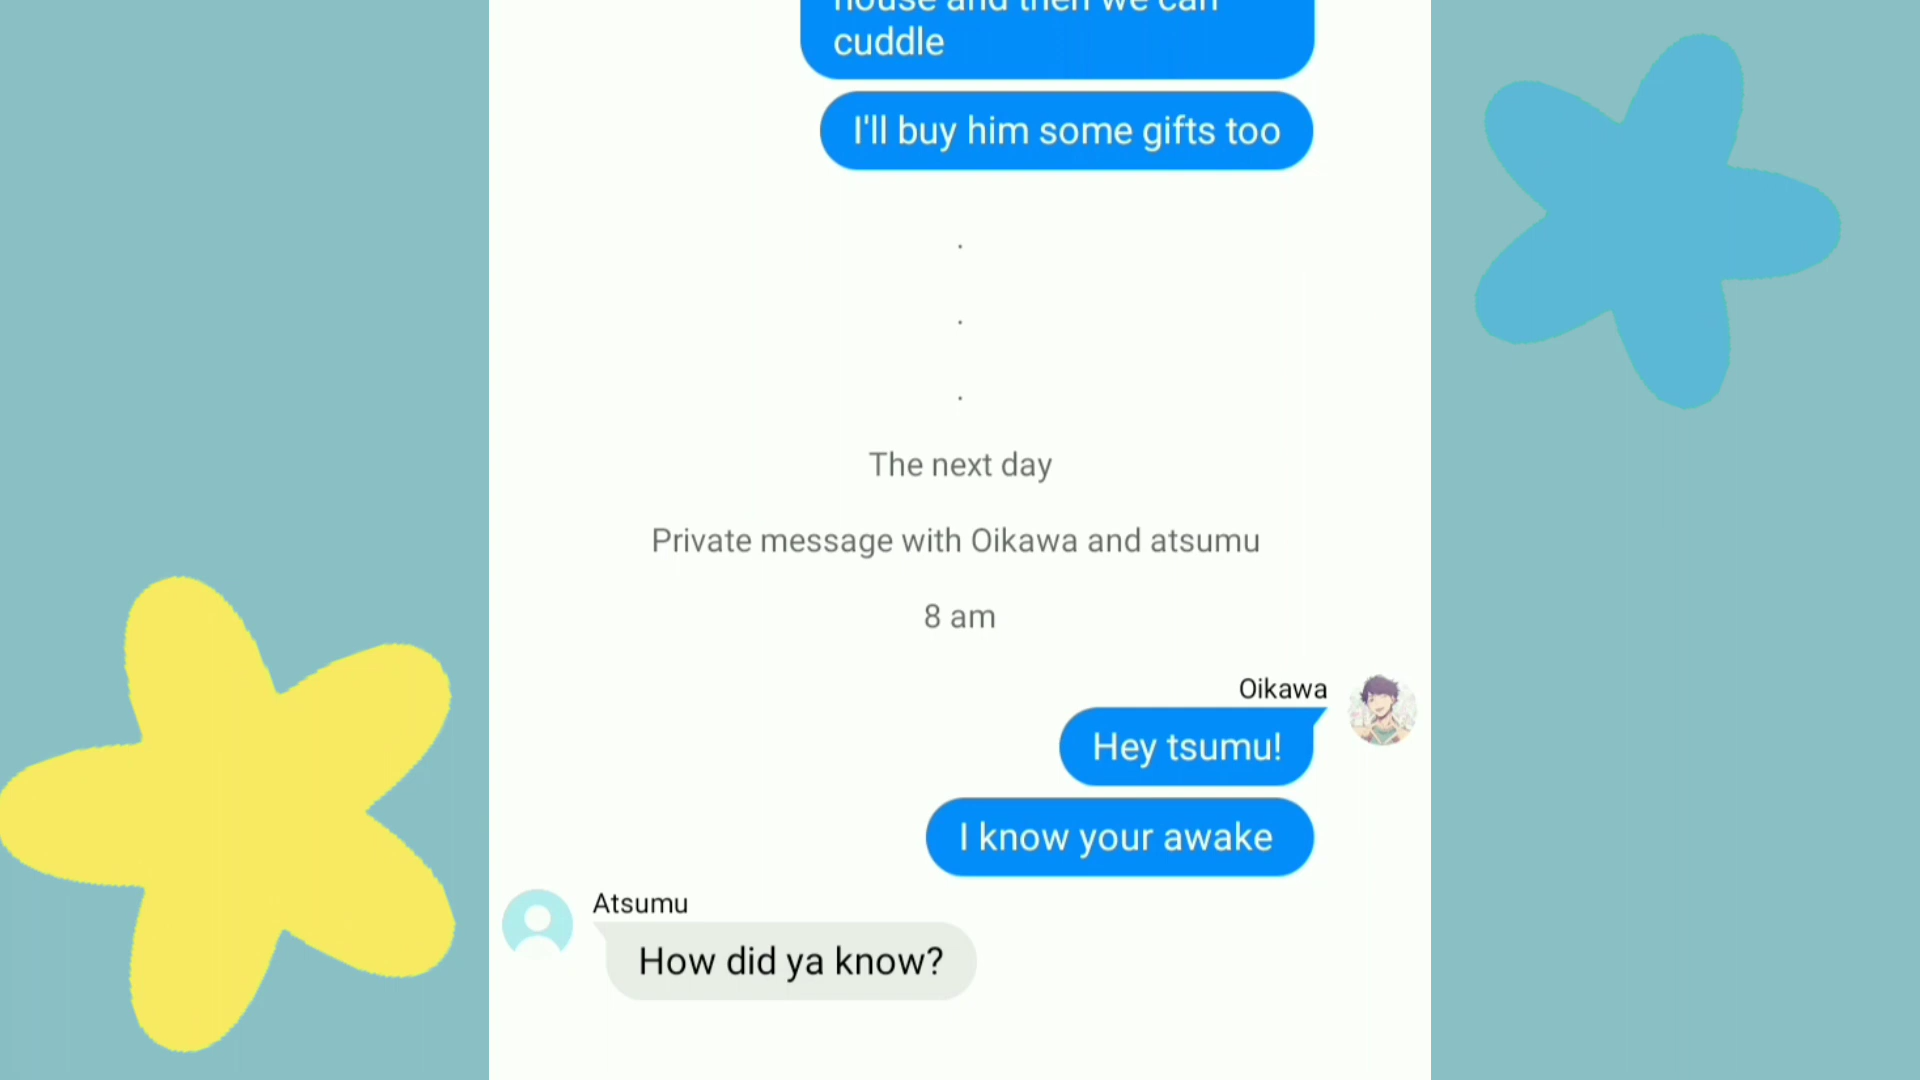 house and then we can
cuddle
I'll buy him some gifts too
.
.
.
The next day
Private message with Oikawa and atsumu
8 am
Oikawa
Hey tsumu!
I know your awake
Atsumu
How did ya know?